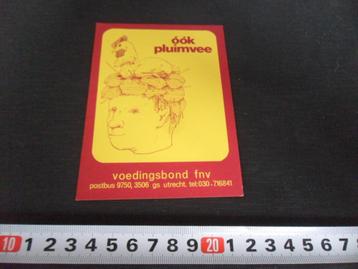 óók
pluimvee
voedingsbond fnv
postbus 9750, 3506 gs utrecht, tel:030-716841
10 1 2 3 4 5 6 7 8 9 20 1 2 3 4 5 6 7